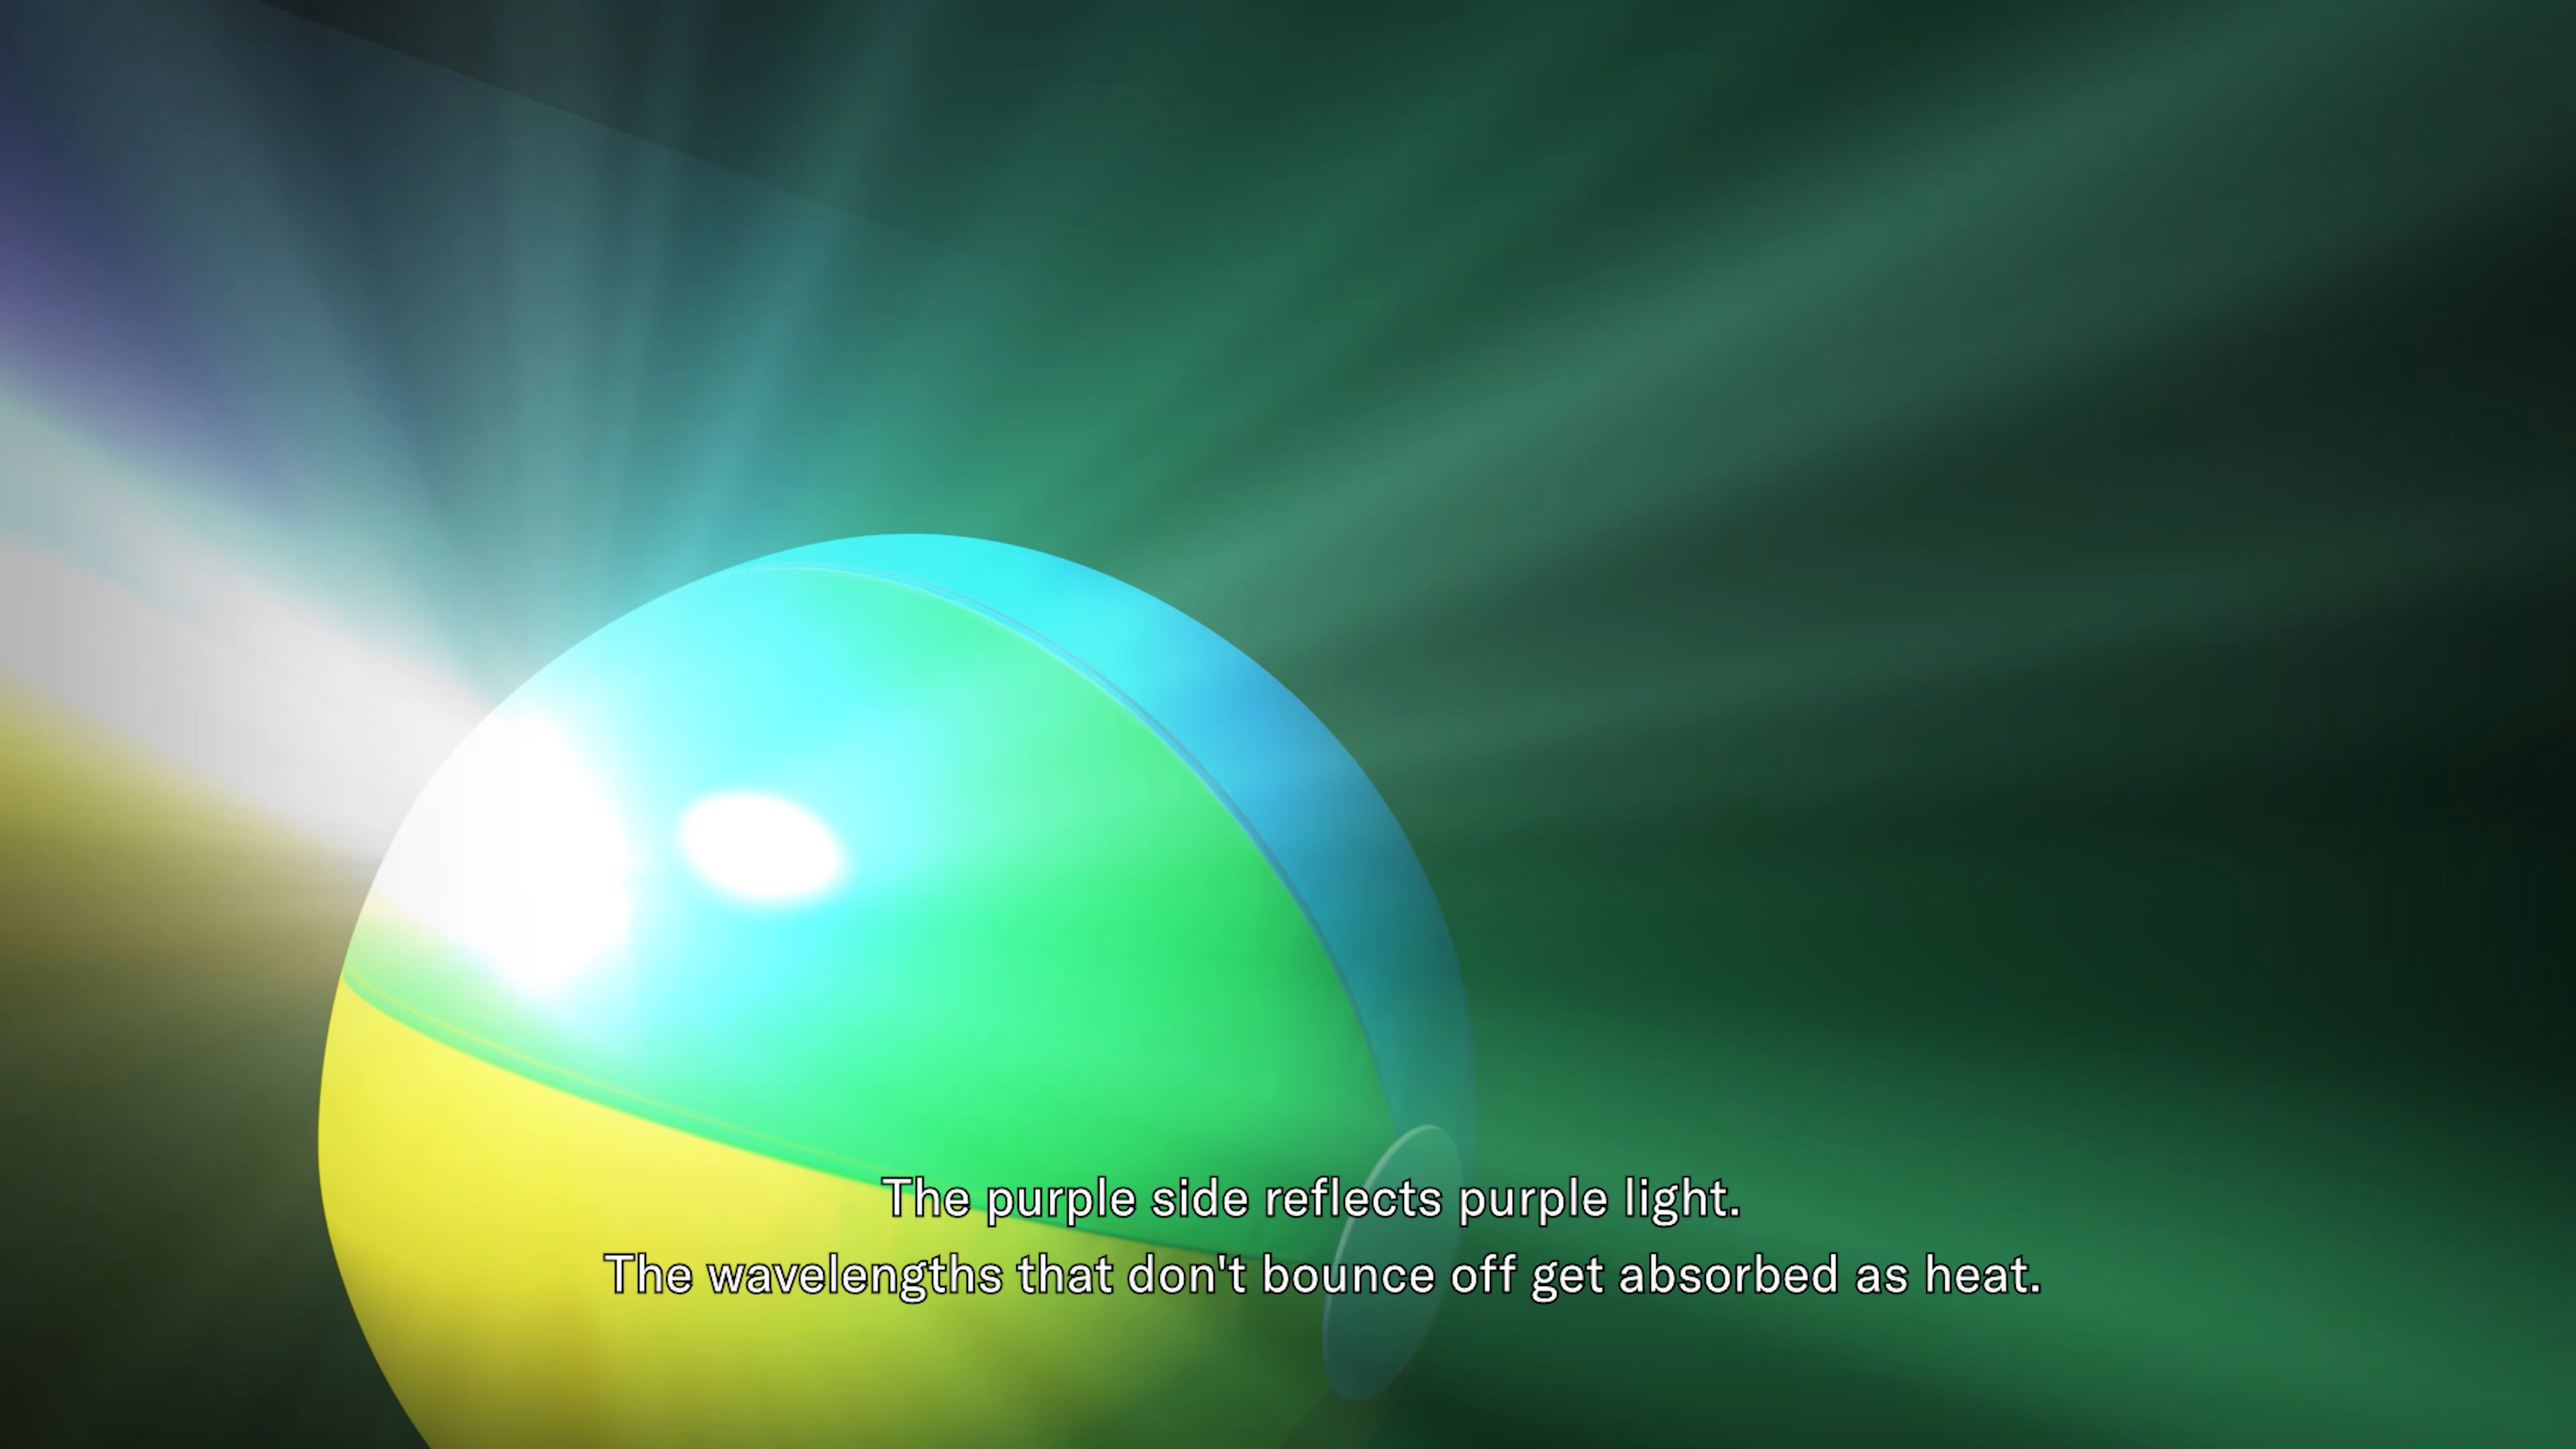 The purple side reflects purple light.
The wavelengths that don't bounce off get absorbed as heat.